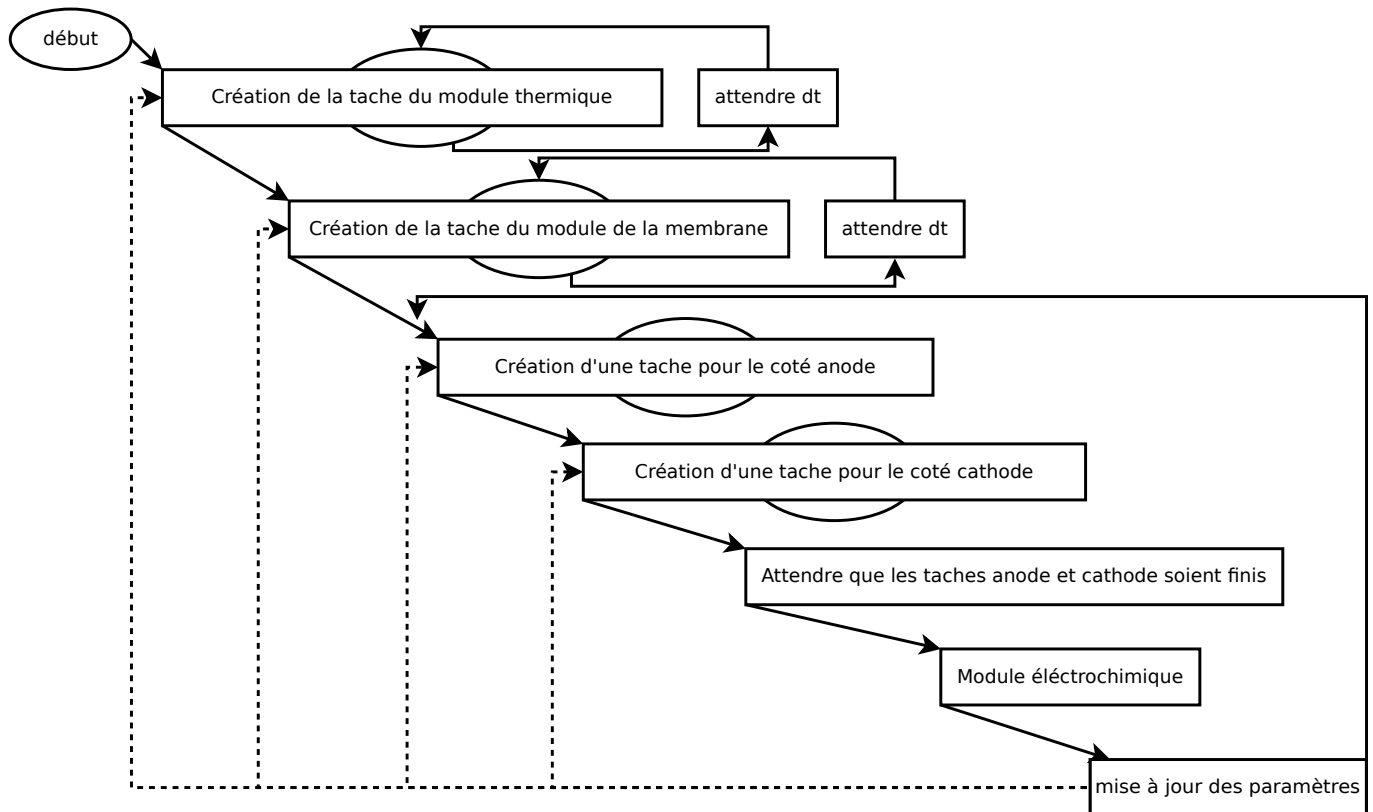 début
Création de la tache du module thermique
attendre dt
Création de la tache du module de la membrane
attendre dt
Création d'une tache pour le coté anode
Création d'une tache pour le coté cathode
Attendre que les taches anode et cathode soient finis
Module éléctrochimique
mise à jour des paramètres